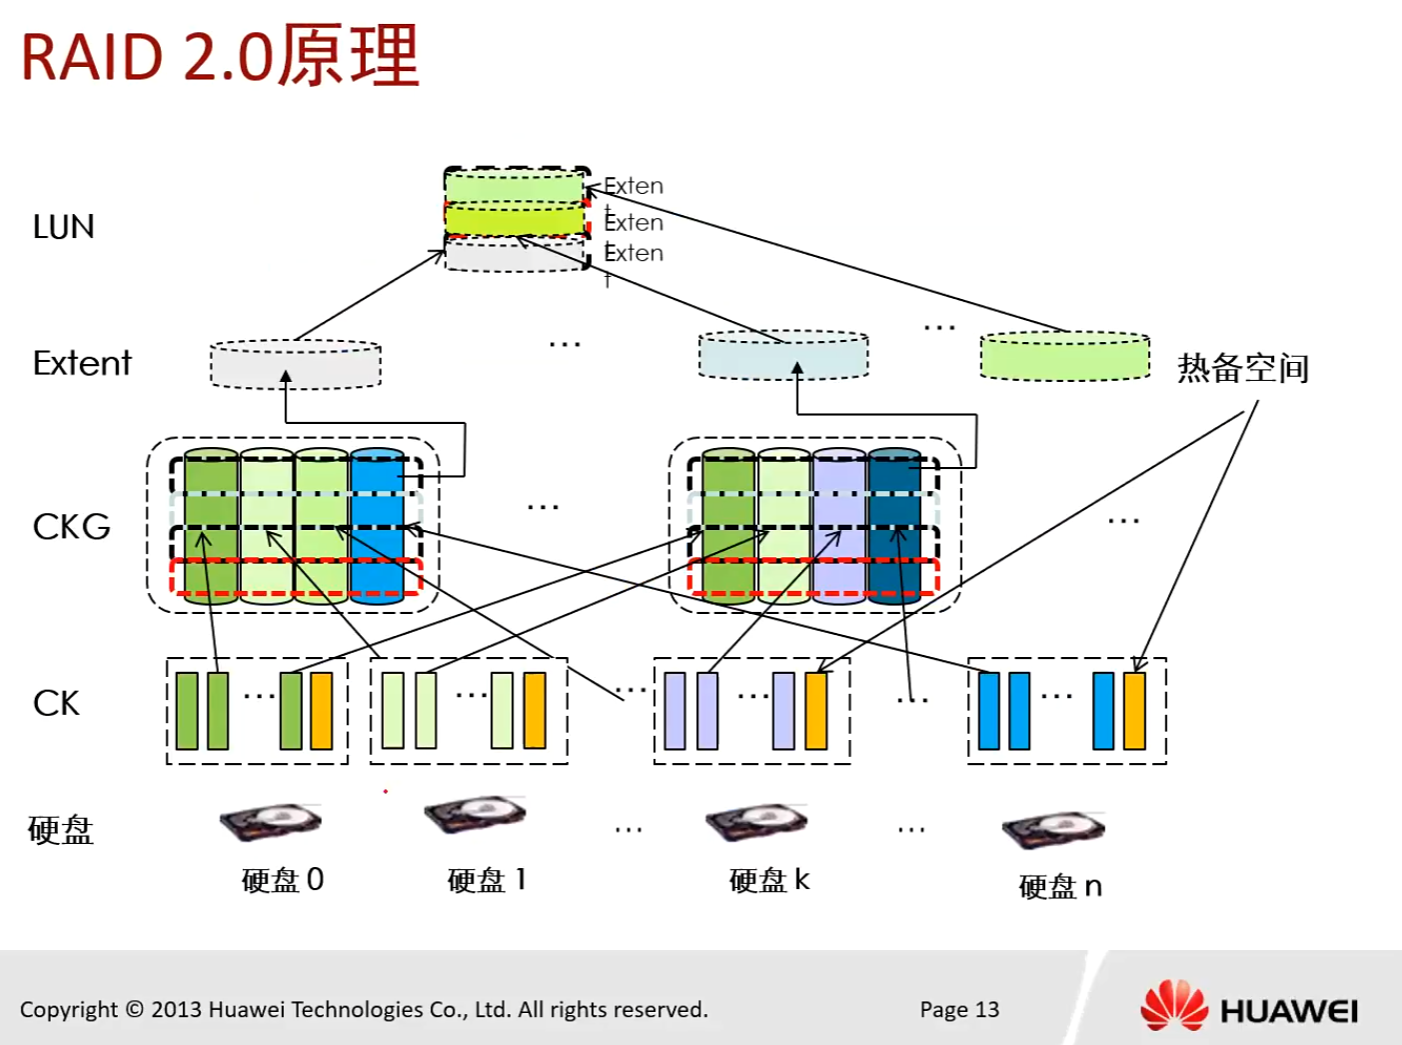 RAID 2.0原理
LUN
Exten
t
Exten
t
Exten
t
Extent
...
...
热备空间
CKG
...
...
CK
...
...
...
...
...
...
硬盘
...
...
硬盘 0
硬盘 1
硬盘 k
硬盘 n
Copyright © 2013 Huawei Technologies Co., Ltd. All rights reserved.
Page 13
HUAWEI